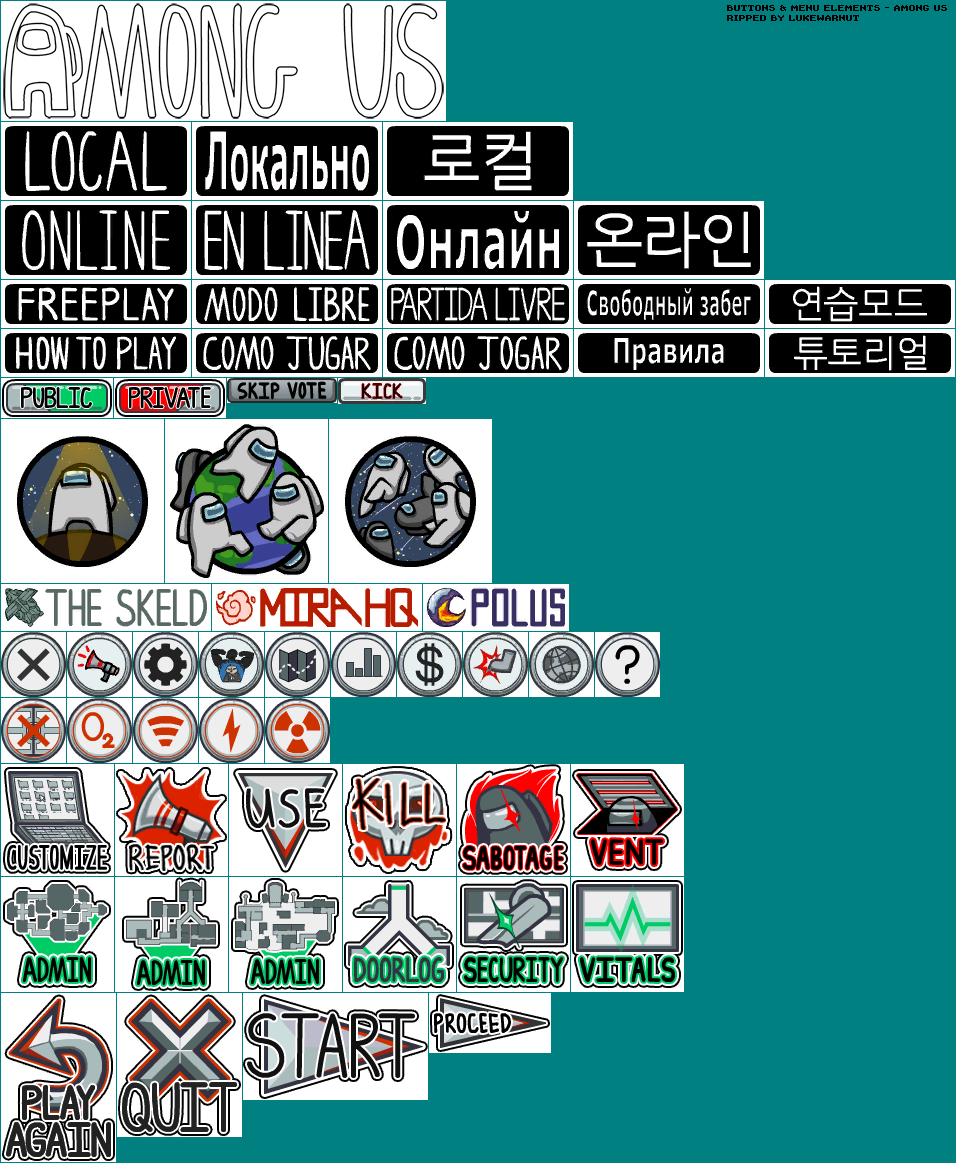 BUTTONS & MENU ELEMENTS - AMONG US
RIPPED BY LUKEWARNUT
AMONG US
LOCAL
Локально
로컬
ONLINE
EN LINEA
Онлайн
온라인
FREEPLAY
MODO LIBRE
PARTIDA LIVRE
Свободный забег
연습모드
HOW TO PLAY
COMO JUGAR
COMO JOGAR
Правила
튜토리얼
PUBLIC
PRIVATE
SKIP VOTE
KICK
THE SKELD
MIRA HQ
POLUS
$
?
O2
CUSTOMIZE
REPORT
USE
KILL
SABOTAGE
VENT
ADMIN
ADMIN
ADMIN
DOORLOG
SECURITY
VITALS
PLAY
AGAIN
QUIT
START
PROCEED